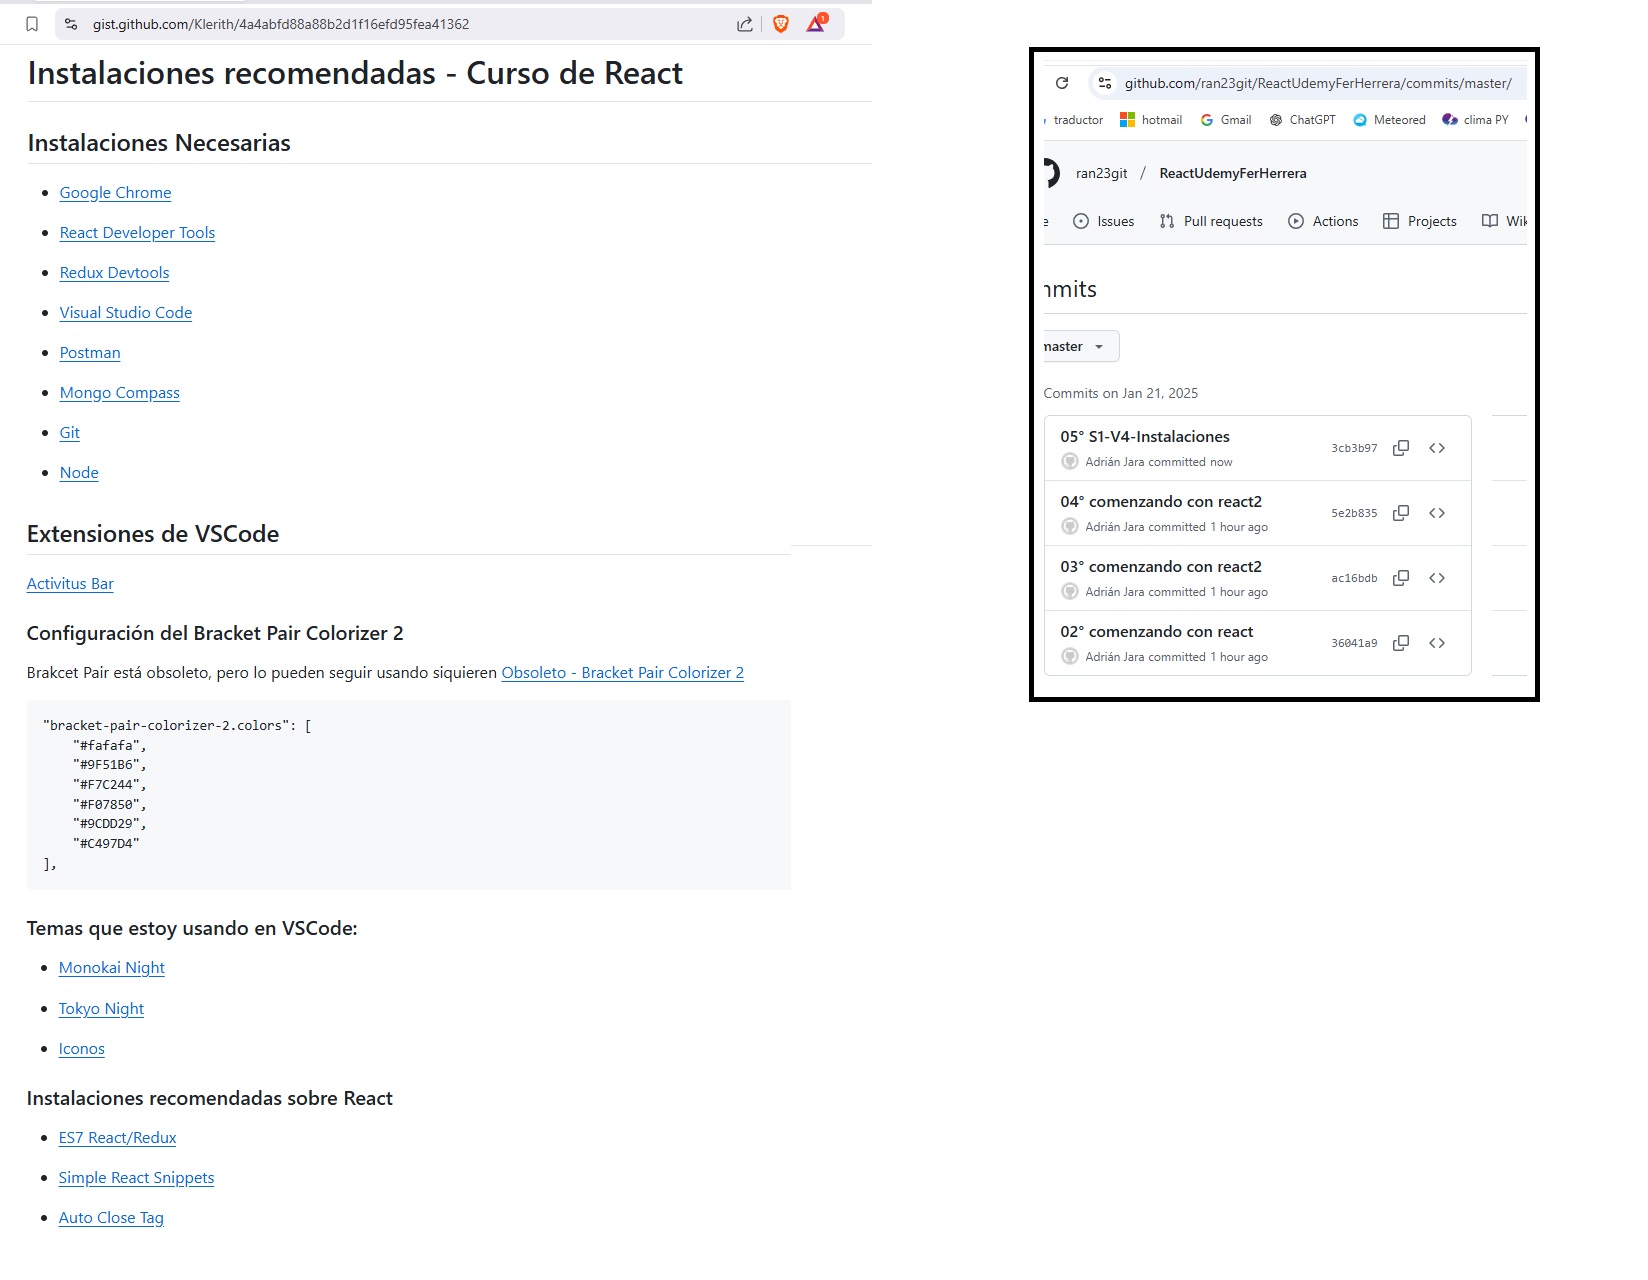 gist.github.com/Klerith/4a4abfd88a88b2d1f16efd95fea41362
1
Instalaciones recomendadas - Curso de React
Instalaciones Necesarias
Google Chrome
React Developer Tools
Redux Devtools
Visual Studio Code
Postman
Mongo Compass
Git
Node
Extensiones de VSCode
Activitus Bar
Configuración del Bracket Pair Colorizer 2
Brakcet Pair está obsoleto, pero lo pueden seguir usando siquieren Obsoleto - Bracket Pair Colorizer 2
"bracket-pair-colorizer-2.colors": [
"#fafafa",
"#9F51B6",
"#F7C244",
"#F07850",
"#9CDD29",
"#C497D4"
],
Temas que estoy usando en VSCode:
Monokai Night
Tokyo Night
Iconos
Instalaciones recomendadas sobre React
ES7 React/Redux
Simple React Snippets
Auto Close Tag
github.com/ran23git/ReactUdemyFerHerrera/commits/master/
traductor hotmail Gmail ChatGPT Meteored clima PY
ran23git / ReactUdemyFerHerrera
e Issues Pull requests Actions Projects Wik
mmits
master
Commits on Jan 21, 2025
05° S1-V4-Instalaciones
3cb3b97
Adrián Jara committed now
04° comenzando con react2
5e2b835
Adrián Jara committed 1 hour ago
03° comenzando con react2
ac16bdb
Adrián Jara committed 1 hour ago
02° comenzando con react
36041a9
Adrián Jara committed 1 hour ago